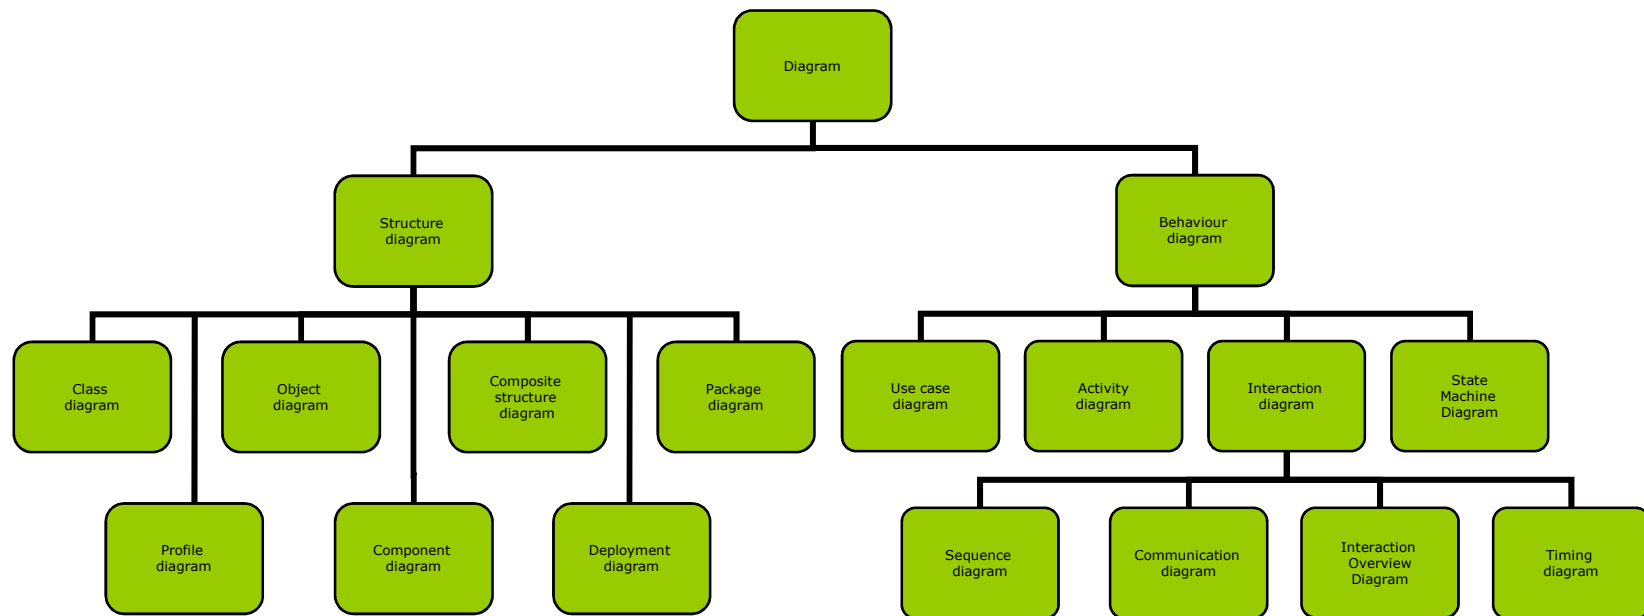 Diagram
Structure
diagram
Behaviour
diagram
Class
diagram
Object
diagram
Composite
structure
diagram
Package
diagram
Use case
diagram
Activity
diagram
Interaction
diagram
State
Machine
Diagram
Profile
diagram
Component
diagram
Deployment
diagram
Sequence
diagram
Communication
diagram
Interaction
Overview
Diagram
Timing
diagram